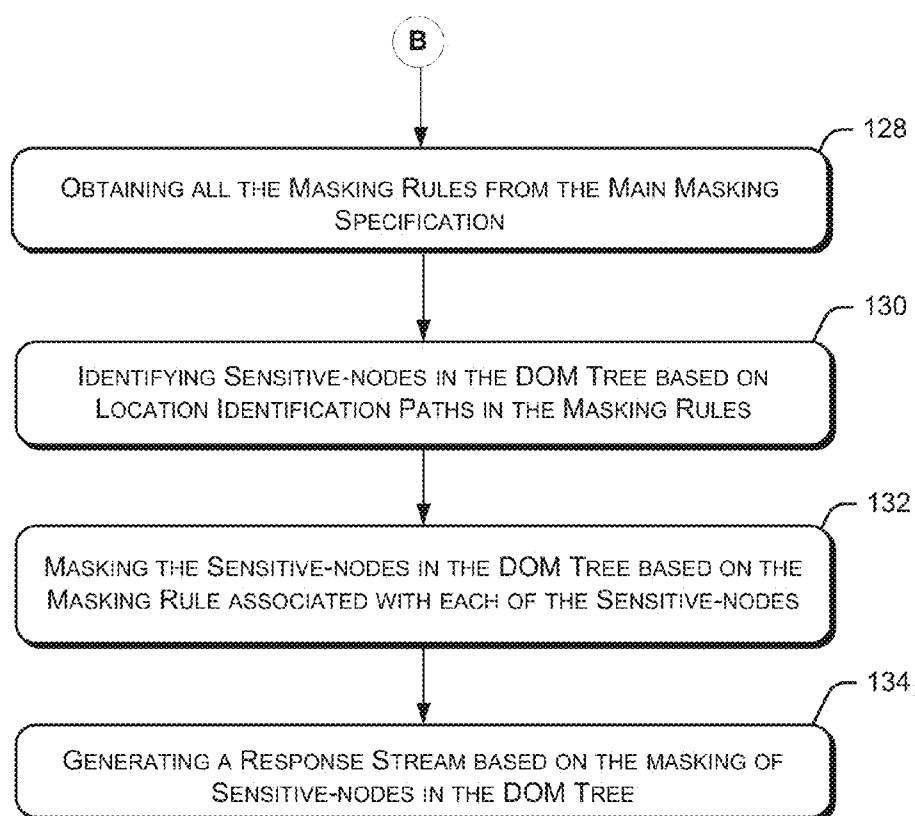 B
128
OBTAINING ALL THE MASKING RULES FROM THE MAIN MASKING
SPECIFICATION
130
IDENTIFYING SENSITIVE-NODES IN THE DOM TREE BASED ON
LOCATION IDENTIFICATION PATHS IN THE MASKING RULES
132
MASKING THE SENSITIVE-NODES IN THE DOM TREE BASED ON THE
MASKING RULE ASSOCIATED WITH EACH OF THE SENSITIVE-NODES
134
GENERATING A RESPONSE STREAM BASED ON THE MASKING OF
SENSITIVE-NODES IN THE DOM TREE